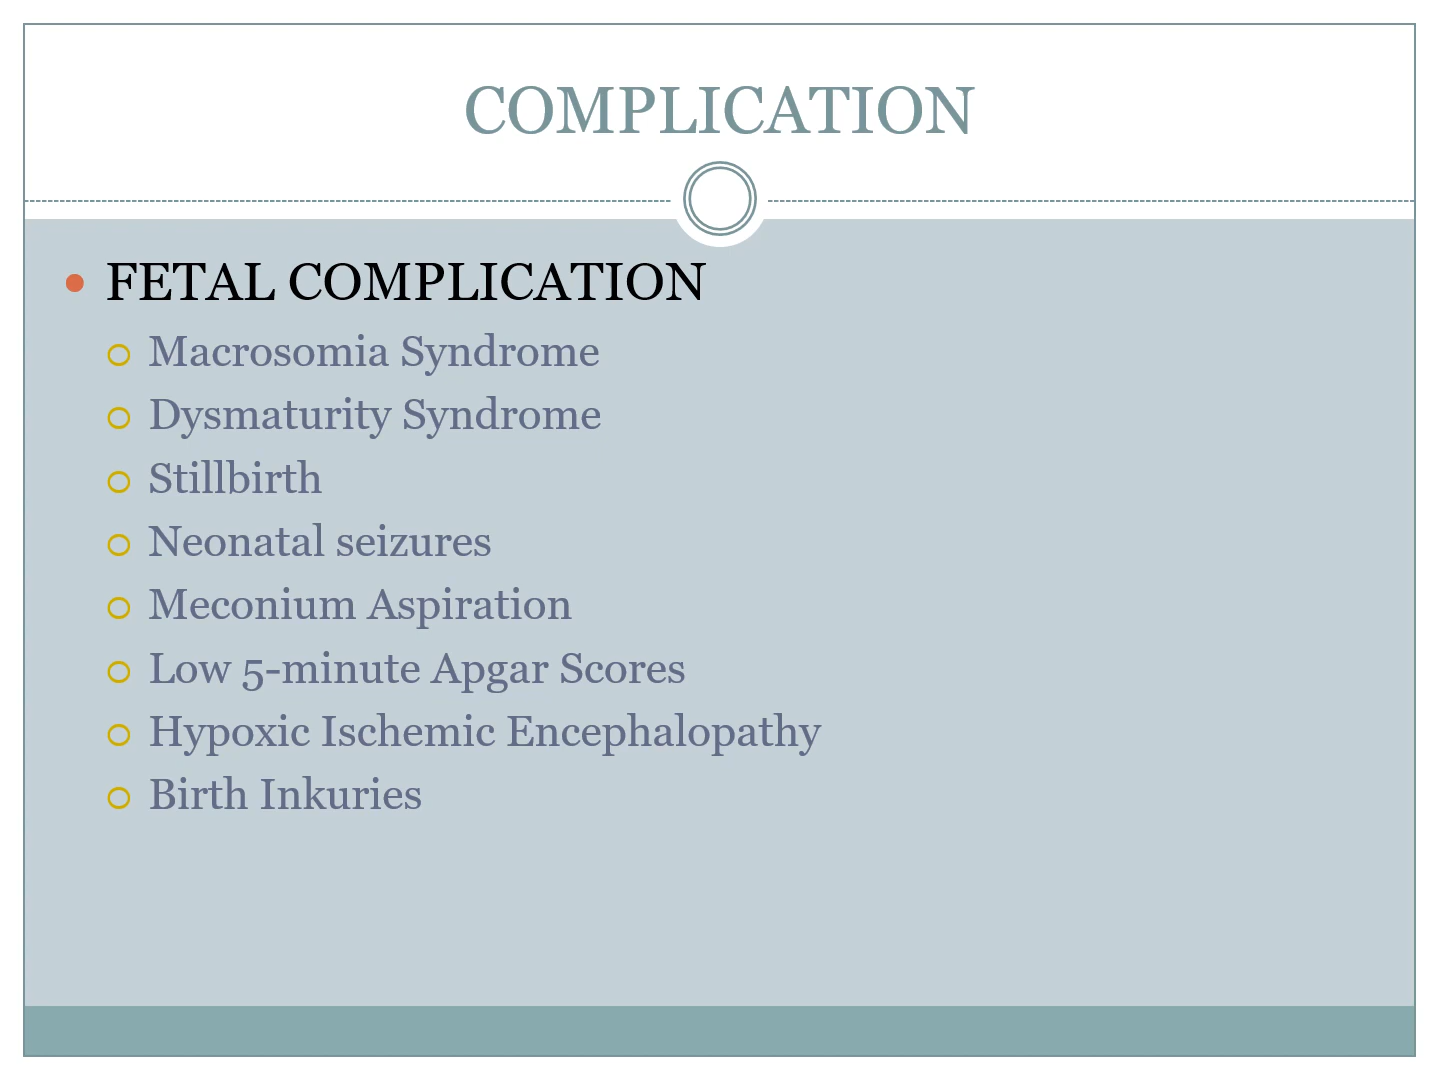 COMPLICATION
FETAL COMPLICATION
Macrosomia Syndrome
Dysmaturity Syndrome
Stillbirth
Neonatal seizures
Meconium Aspiration
Low 5-minute Apgar Scores
Hypoxic Ischemic Encephalopathy
Birth Inkuries